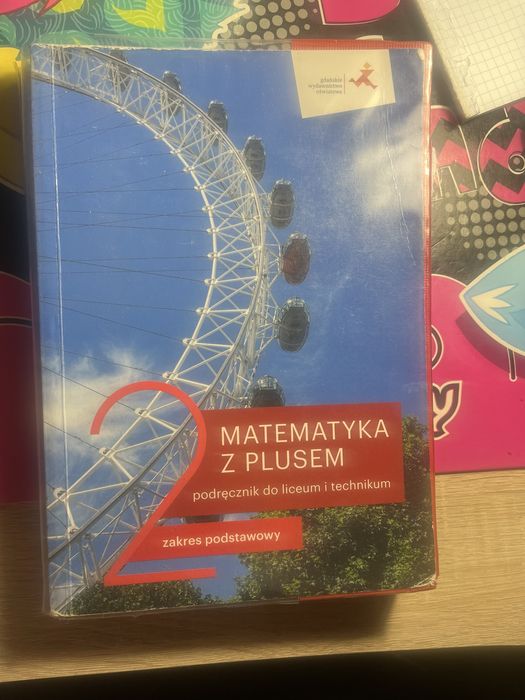 gdańskie
wydawnictwo
oświatowe
2
MATEMATYKA
Z PLUSEM
podręcznik do liceum i technikum
zakres podstawowy